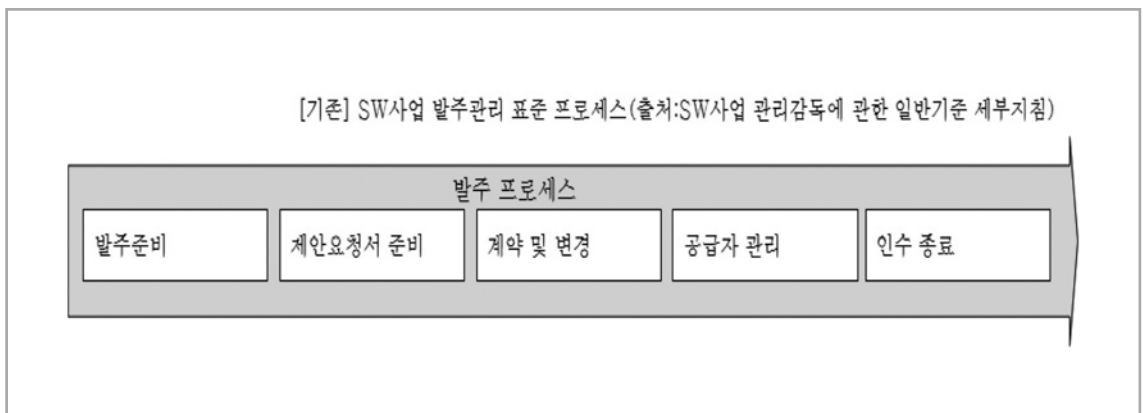 [기존] SW사업 발주관리 표준 프로세스(출처:SW사업 관리감독에 관한 일반기준 세부지침)
발주 프로세스
발주준비
제안요청서 준비
계약 및 변경
공급자 관리
인수 종료